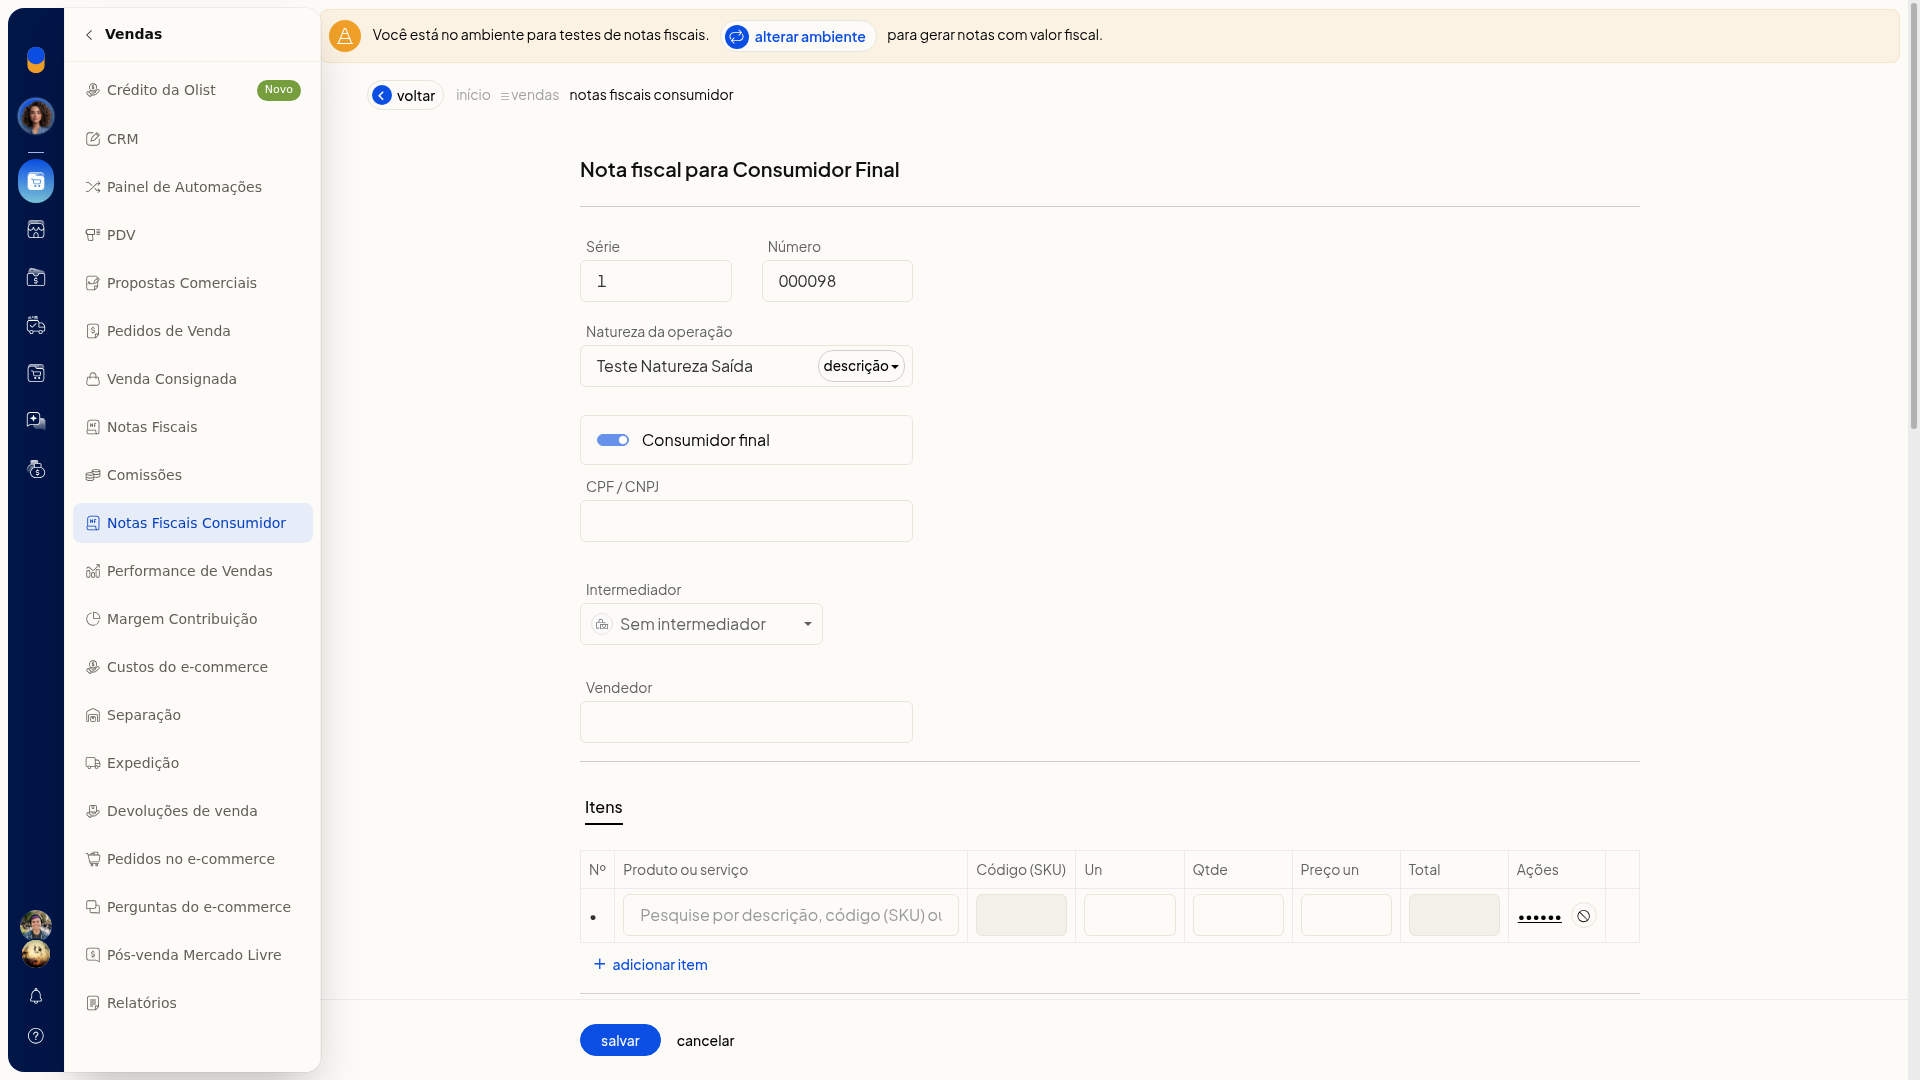 Vendas
Crédito da Olist
Novo
CRM
Painel de Automações
PDV
Propostas Comerciais
Pedidos de Venda
Venda Consignada
Notas Fiscais
Comissões
Notas Fiscais Consumidor
Performance de Vendas
Margem Contribuição
Custos do e-commerce
Separação
Expedição
Devoluções de venda
Pedidos no e-commerce
Perguntas do e-commerce
Pós-venda Mercado Livre
Relatórios
Você está no ambiente para testes de notas fiscais. alterar ambiente para gerar notas com valor fiscal.
voltar início vendas notas fiscais consumidor
Nota fiscal para Consumidor Final
Série Número
1 000098
Natureza da operação
Teste Natureza Saída descrição
Consumidor final
CPF / CNPJ
Intermediador
Sem intermediador
Vendedor
Itens
Nº Produto ou serviço Código (SKU) Un Qtde Preço un Total Ações
Pesquise por descrição, código (SKU) ou
+ adicionar item
salvar cancelar